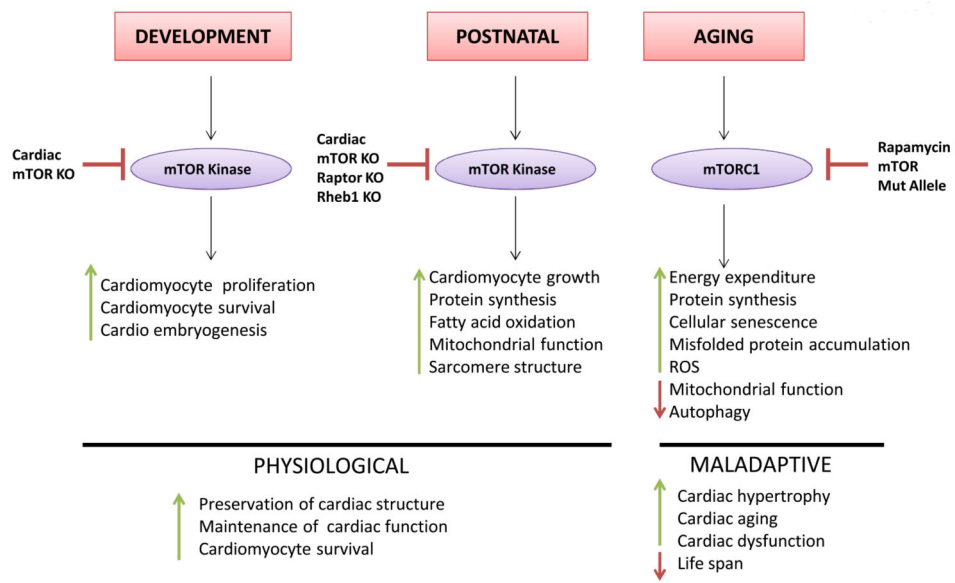 DEVELOPMENT
POSTNATAL
AGING
Cardiac
mTOR KO
mTOR Kinase
Cardiac
mTOR KO
Raptor KO
Rheb1 KO
mTOR Kinase
mTORC1
Rapamycin
mTOR
Mut Allele
Cardiomyocyte proliferation
Cardiomyocyte survival
Cardio embryogenesis
Cardiomyocyte growth
Protein synthesis
Fatty acid oxidation
Mitochondrial function
Sarcomere structure
Energy expenditure
Protein synthesis
Cellular senescence
Misfolded protein accumulation
ROS
Mitochondrial function
Autophagy
PHYSIOLOGICAL
Preservation of cardiac structure
Maintenance of cardiac function
Cardiomyocyte survival
MALADAPTIVE
Cardiac hypertrophy
Cardiac aging
Cardiac dysfunction
Life span